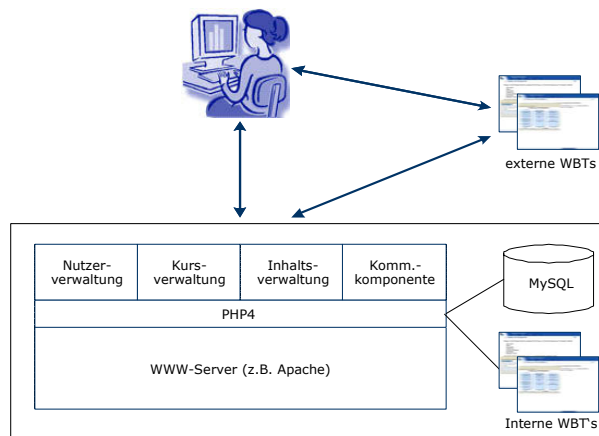 externe WBTs
Nutzer-
verwaltung
Kurs-
verwaltung
Inhalts-
verwaltung
Komm.-
komponente
MySQL
PHP4
WWW-Server (z.B. Apache)
Interne WBT's